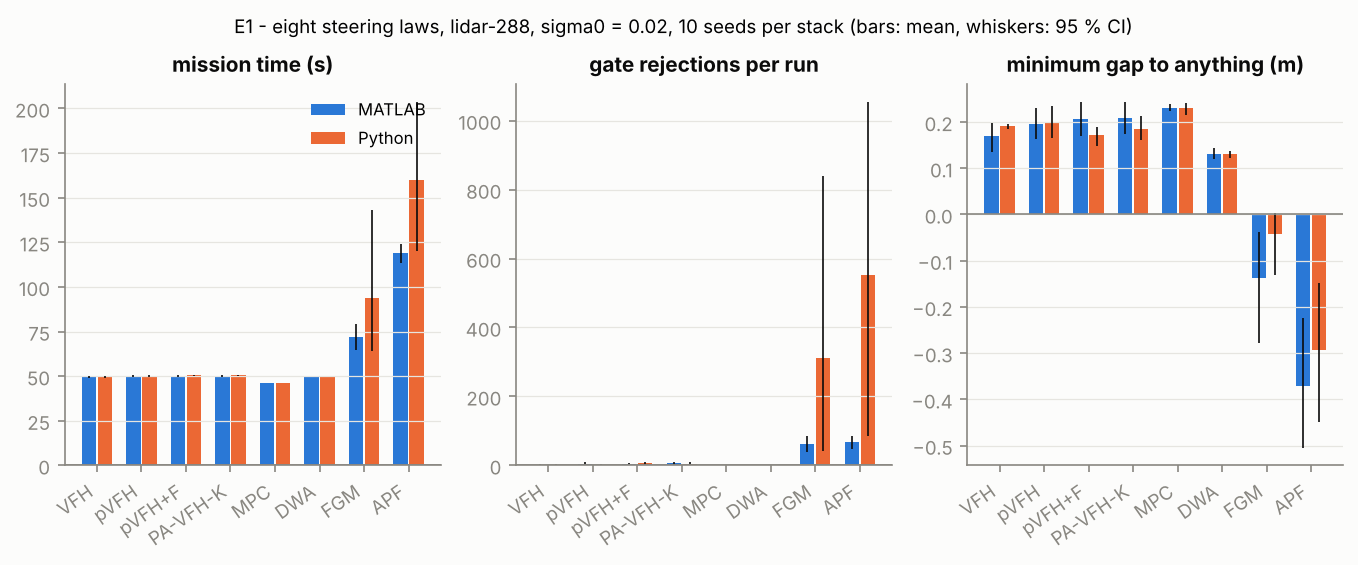 E1 - eight steering laws, lidar-288, sigma0 = 0.02, 10 seeds per stack (bars: mean, whiskers: 95 % CI)
mission time (s)
200
175
150
125
100
75
50
25
0
MATLAB
Python
VFH
pVFH
pVFH+F
PA-VFH-K
MPC
DWA
FGM
APF
gate rejections per run
1000
800
600
400
200
0
VFH
pVFH
pVFH+F
PA-VFH-K
MPC
DWA
FGM
APF
minimum gap to anything (m)
0.2
0.1
0.0
−0.1
−0.2
−0.3
−0.4
−0.5
VFH
pVFH
pVFH+F
PA-VFH-K
MPC
DWA
FGM
APF